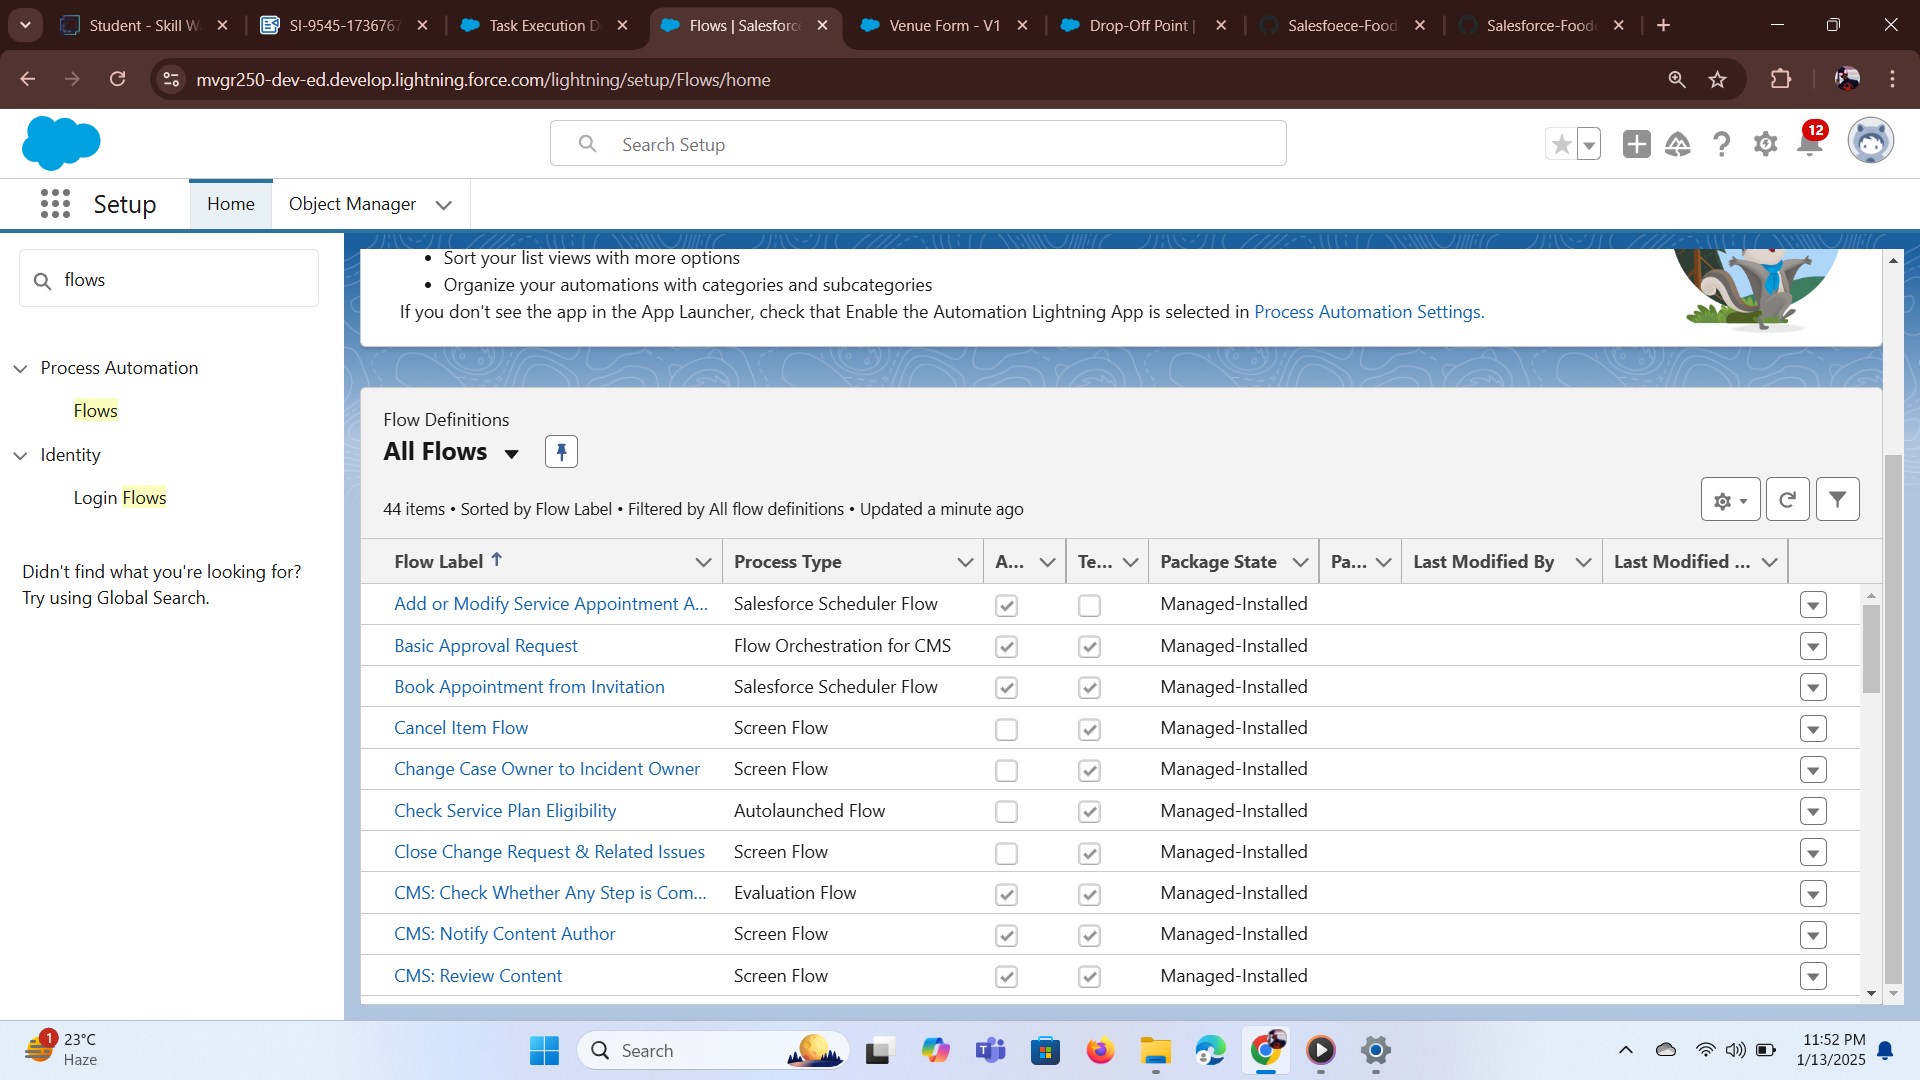 Student - Skill W
SI-9545-1736767
Task Execution D
Flows | Salesforce
Venue Form - V1
Drop-Off Point |
Salesfoece-Food
Salesforce-Food
mvgr250-dev-ed.develop.lightning.force.com/lightning/setup/Flows/home
Search Setup
12
Setup
Home
Object Manager
flows
Process Automation
Flows
Identity
Login Flows
Didn't find what you're looking for?
Try using Global Search.
• Sort your list views with more options
• Organize your automations with categories and subcategories
If you don't see the app in the App Launcher, check that Enable the Automation Lightning App is selected in Process Automation Settings.
Flow Definitions
All Flows
44 items • Sorted by Flow Label • Filtered by All flow definitions • Updated a minute ago
Flow Label ↑ Process Type A... Te... Package State Pa... Last Modified By Last Modified ...
Add or Modify Service Appointment A... Salesforce Scheduler Flow Managed-Installed
Basic Approval Request Flow Orchestration for CMS Managed-Installed
Book Appointment from Invitation Salesforce Scheduler Flow Managed-Installed
Cancel Item Flow Screen Flow Managed-Installed
Change Case Owner to Incident Owner Screen Flow Managed-Installed
Check Service Plan Eligibility Autolaunched Flow Managed-Installed
Close Change Request & Related Issues Screen Flow Managed-Installed
CMS: Check Whether Any Step is Com... Evaluation Flow Managed-Installed
CMS: Notify Content Author Screen Flow Managed-Installed
CMS: Review Content Screen Flow Managed-Installed
1
23°C
Haze
Search
11:52 PM
1/13/2025